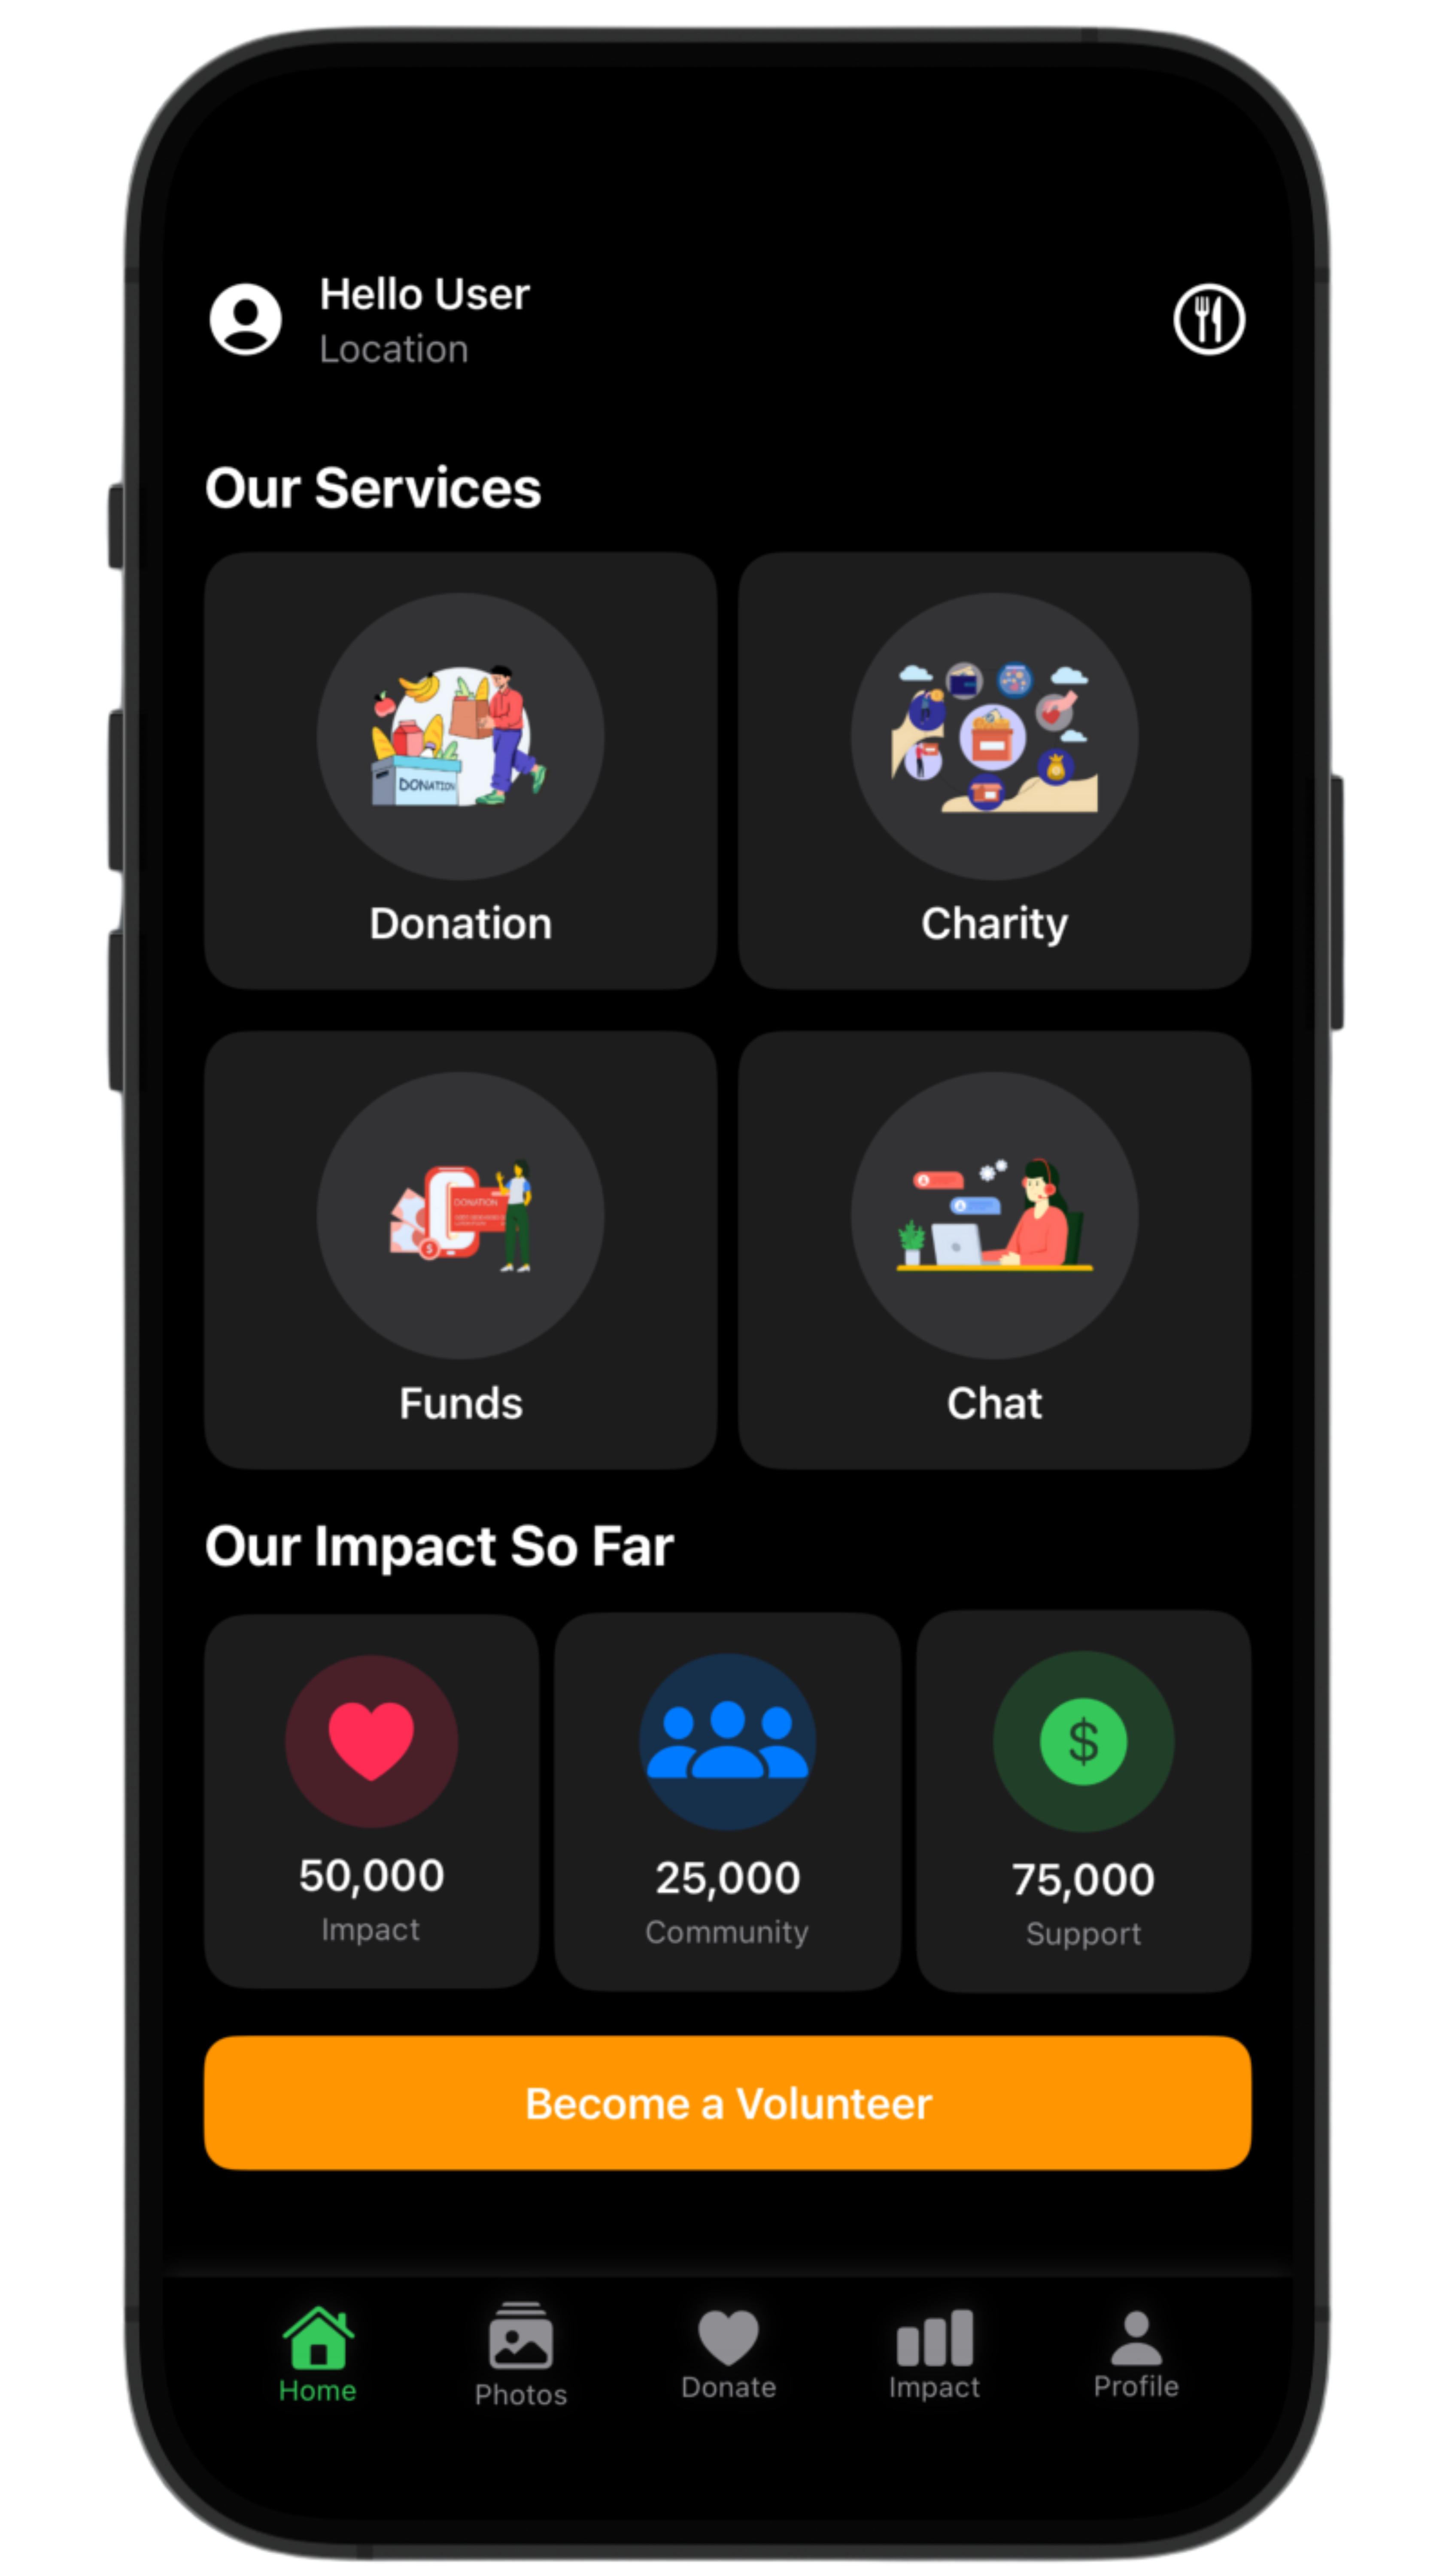 Hello User
Location
Our Services
DONATION
Donation
Charity
DONATION
Funds
Chat
Our Impact So Far
50,000
Impact
25,000
Community
$
75,000
Support
Become a Volunteer
Home
Photos
Donate
Impact
Profile